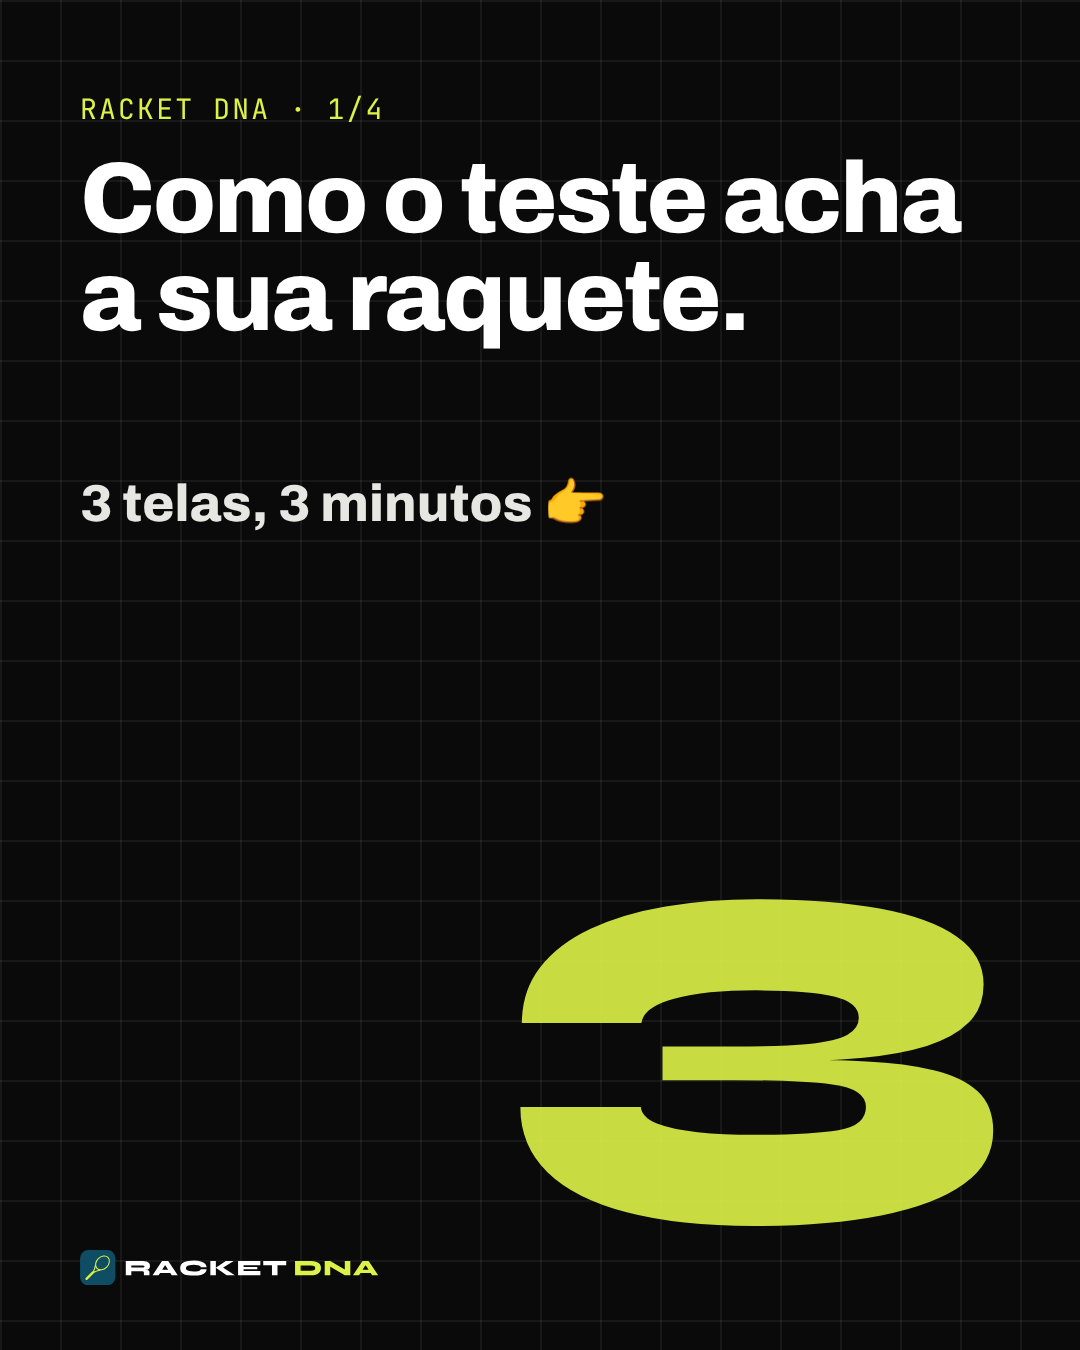 RACKET DNA · 1/4
Como o teste acha
a sua raquete.
3 telas, 3 minutos 👉
3
RACKET DNA